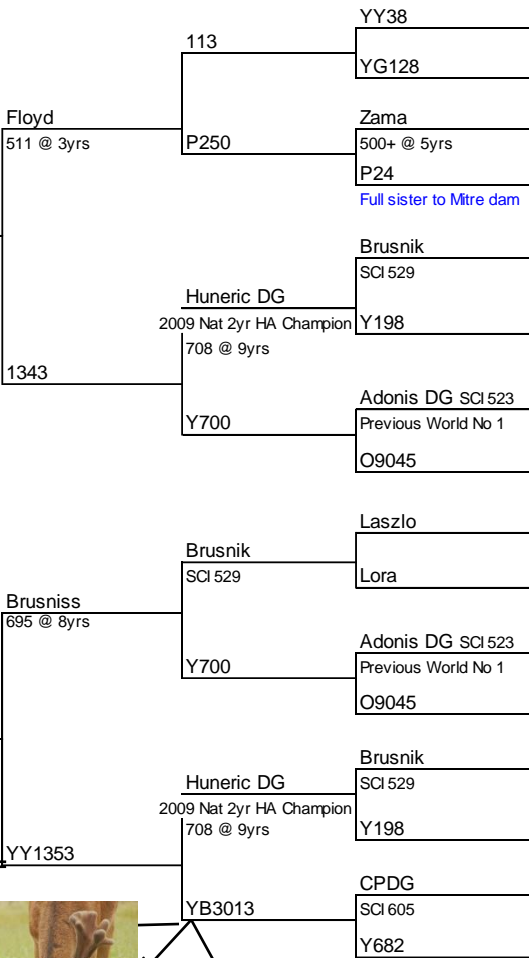 YY38
113
YG128
Floyd
511 @ 3yrs
Zama
500+ @ 5yrs
P250
P24
Full sister to Mitre dam
Brusnik
SCI 529
Huneric DG
2009 Nat 2yr HA Champion
Y198
708 @ 9yrs
1343
Adonis DG SCI 523
Previous World No 1
Y700
O9045
Laszlo
Brusnik
SCI 529
Lora
Brusniss
695 @ 8yrs
Adonis DG SCI 523
Previous World No 1
Y700
O9045
Brusnik
SCI 529
Huneric DG
2009 Nat 2yr HA Champion
Y198
708 @ 9yrs
YY1353
CPDG
SCI 605
YB3013
Y682